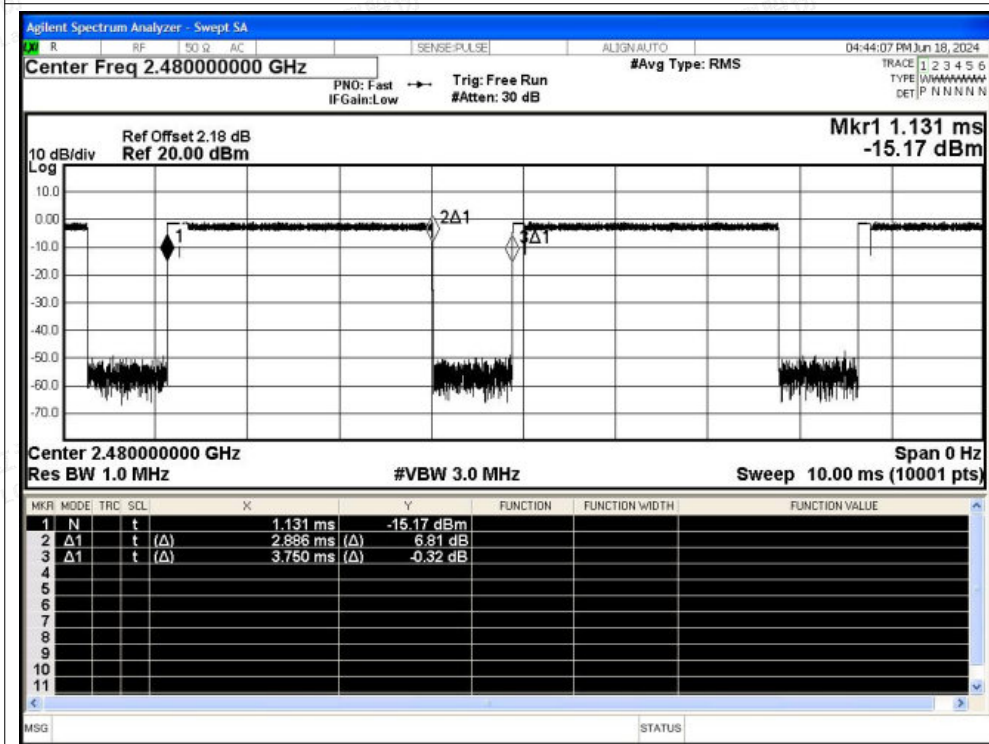 Agilent Spectrum Analyzer - Swept SA
LXI R RF 50 Ω AC SENSE:PULSE ALIGN AUTO 04:44:07 PM Jun 18, 2024
Center Freq 2.480000000 GHz
PNO: Fast
IFGain:Low
Trig: Free Run
#Atten: 30 dB
#Avg Type: RMS
TRACE 1 2 3 4 5 6
TYPE WWWWWW
DET P N N N N N
Ref Offset 2.18 dB
10 dB/div Ref 20.00 dBm
Log
Mkr1 1.131 ms
-15.17 dBm
10.0
0.00
-10.0
-20.0
-30.0
-40.0
-50.0
-60.0
-70.0
1
2Δ1
3Δ1
Center 2.480000000 GHz Span 0 Hz
Res BW 1.0 MHz #VBW 3.0 MHz Sweep 10.00 ms (10001 pts)
MKR MODE TRC SCL X Y FUNCTION FUNCTION WIDTH FUNCTION VALUE
1 N t 1.131 ms -15.17 dBm
2 Δ1 t (Δ) 2.886 ms (Δ) 6.81 dB
3 Δ1 t (Δ) 3.750 ms (Δ) -0.32 dB
4
5
6
7
8
9
10
11
MSG STATUS